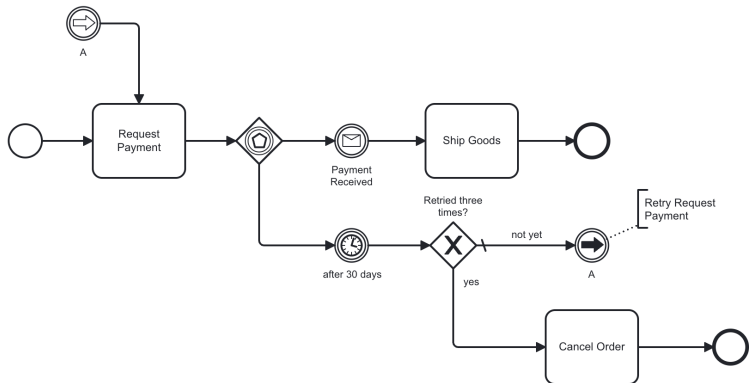 A
Request
Payment
Payment
Received
Ship Goods
after 30 days
Retried three
times?
not yet
yes
A
Retry Request
Payment
Cancel Order